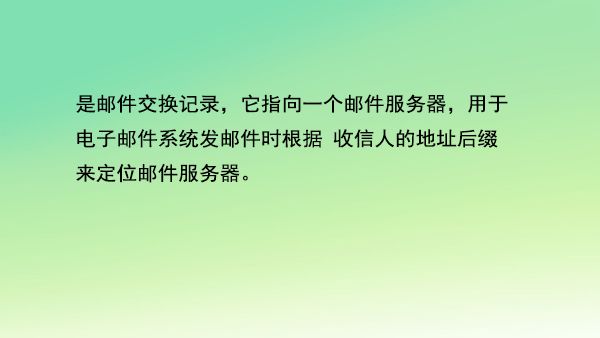 是邮件交换记录，它指向一个邮件服务器，用于
电子邮件系统发邮件时根据 收信人的地址后缀
来定位邮件服务器。